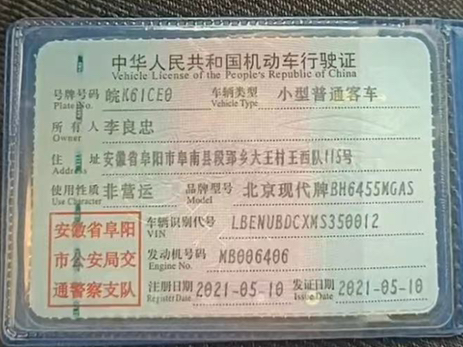 中华人民共和国机动车行驶证
Vehicle License of the People's Republic of China
号牌号码 皖K61CE0 车辆类型 小型普通客车
Plate No. Vehicle Type
所有人 李良忠
Owner
住址 安徽省阜阳市阜南县段郢乡大王村王西队115号
Address
使用性质 非营运 品牌型号 北京现代牌BH6455MGAS
Use Character Model
安徽省阜阳
市公安局交
通警察支队
车辆识别代号 LBENUBDCXMS350012
VIN
发动机号码 MB006406
Engine No.
注册日期 2021-05-10 发证日期 2021-05-10
Register Date Issue Date